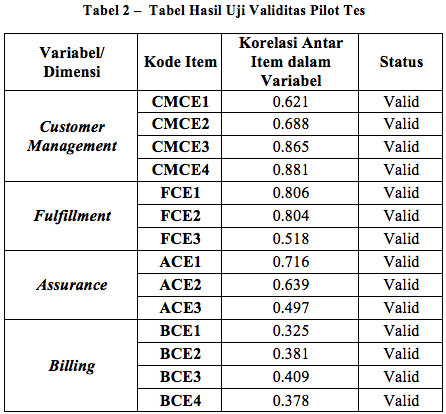 Tabel 2 – Tabel Hasil Uji Validitas Pilot Tes
Variabel/
Dimensi
Kode Item
Korelasi Antar
Item dalam
Variabel
Status
Customer
Management
CMCE1 0.621 Valid
CMCE2 0.688 Valid
CMCE3 0.865 Valid
CMCE4 0.881 Valid
Fulfillment
FCE1 0.806 Valid
FCE2 0.804 Valid
FCE3 0.518 Valid
Assurance
ACE1 0.716 Valid
ACE2 0.639 Valid
ACE3 0.497 Valid
Billing
BCE1 0.325 Valid
BCE2 0.381 Valid
BCE3 0.409 Valid
BCE4 0.378 Valid